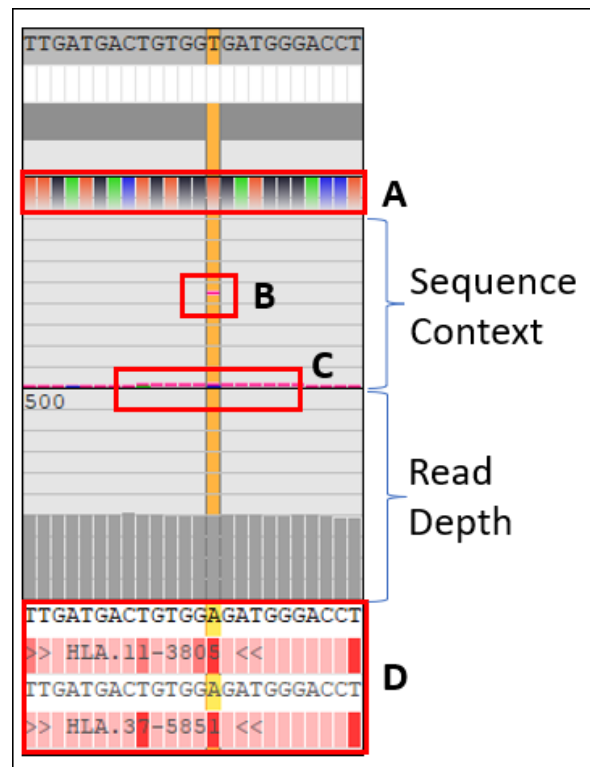 TTGATGACTGTGGTGATGGGACCT
A
B
Sequence
Context
C
500
Read
Depth
TTGATGACTGTGGAGATGGGACCT
>> HLA.11-3805 <<
TTGATGACTGTGGAGATGGGACCT
>> HLA.37-5851 <<
D